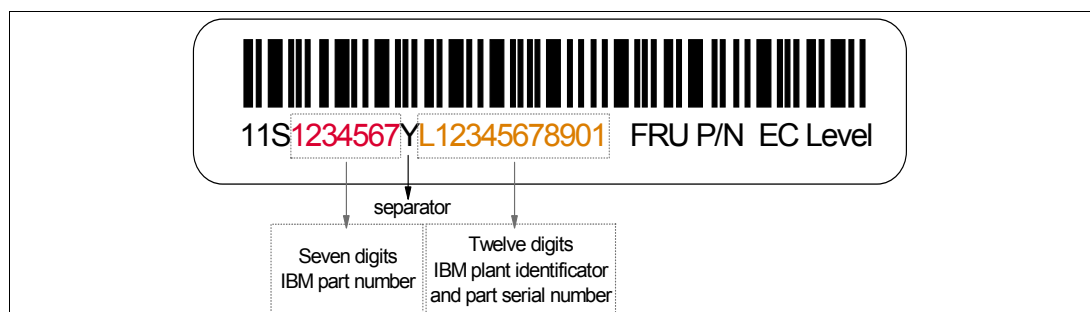 11S1234567YL12345678901 FRU P/N EC Level
separator
Seven digits
IBM part number
Twelve digits
IBM plant identificator
and part serial number